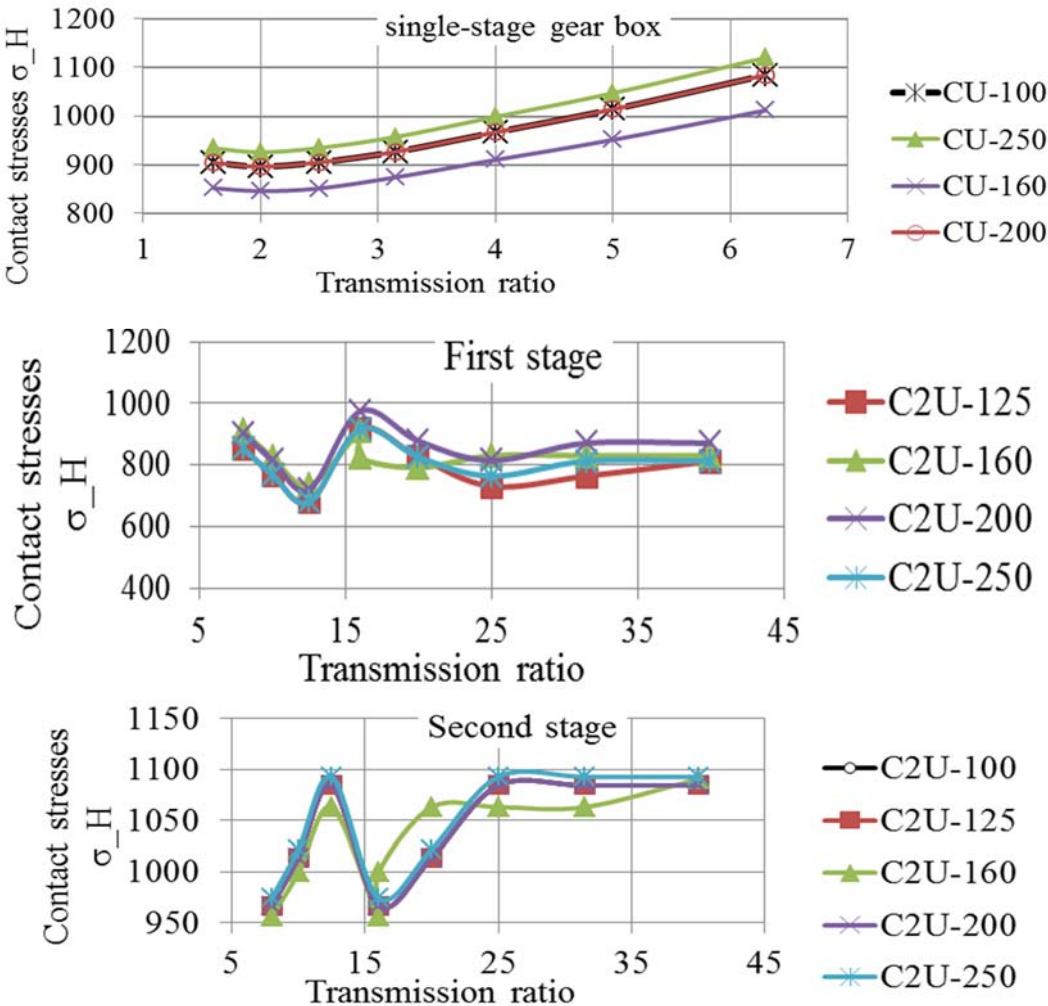 single-stage gear box
Contact stresses σ_H
1200
1100
1000
900
800
1
2
3
4
5
6
7
Transmission ratio
CU-100
CU-250
CU-160
CU-200
First stage
Contact stresses
σ_H
1200
1000
800
600
400
5
15
25
35
45
Transmission ratio
C2U-125
C2U-160
C2U-200
C2U-250
Second stage
Contact stresses
σ_H
1150
1100
1050
1000
950
5
15
25
35
45
Transmission ratio
C2U-100
C2U-125
C2U-160
C2U-200
C2U-250